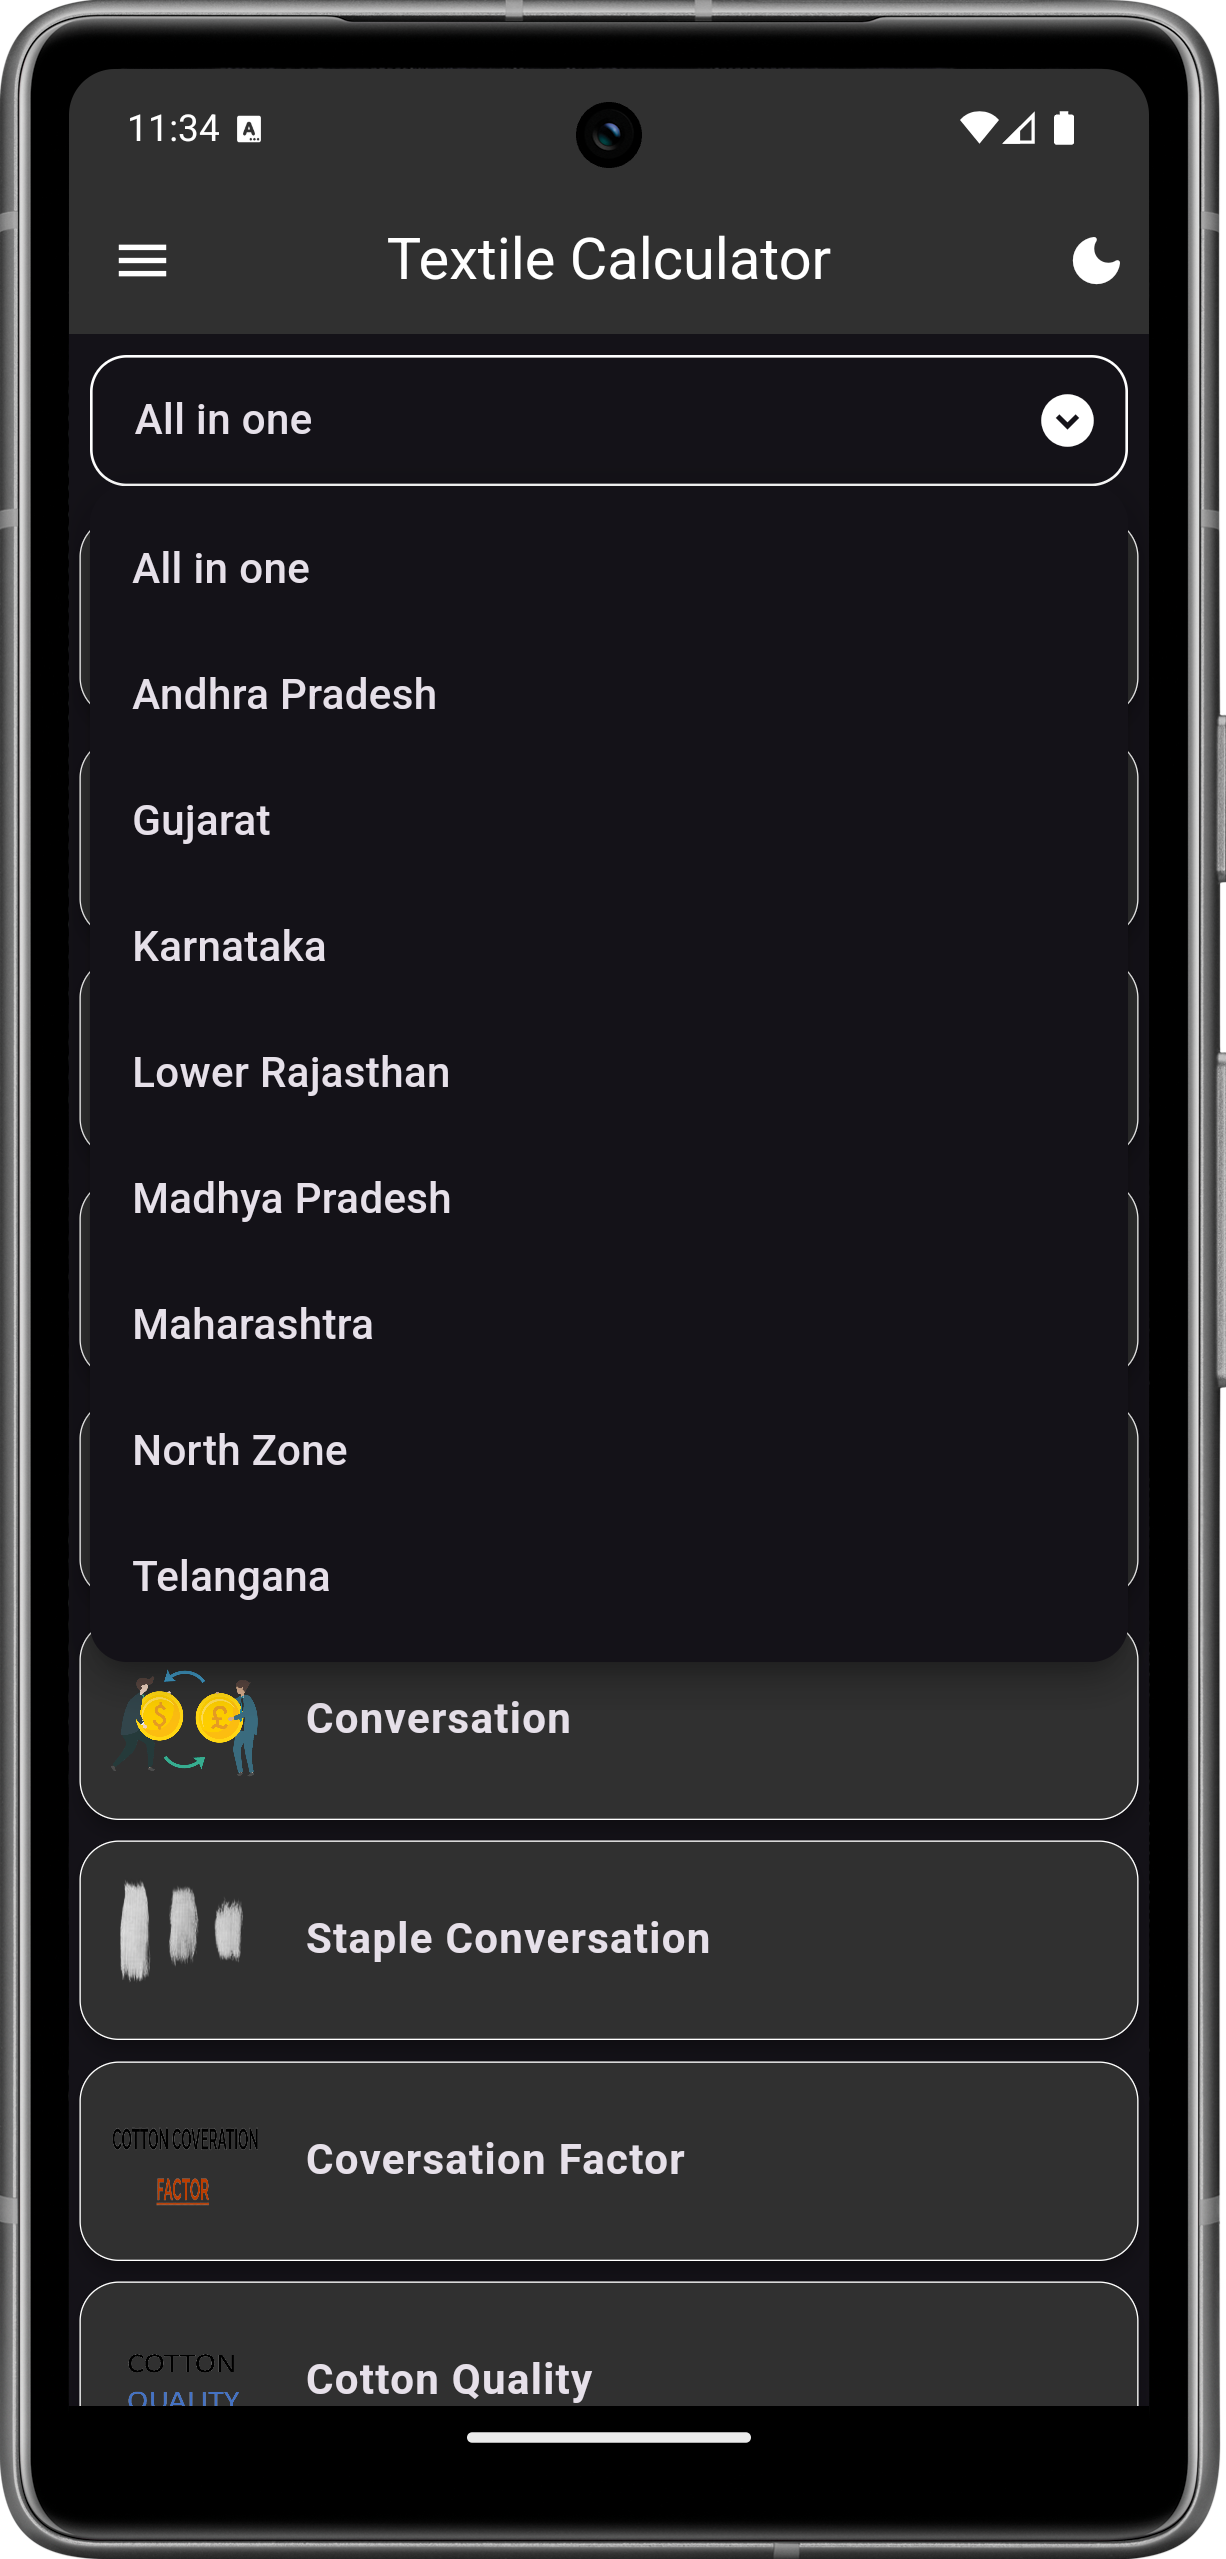 11:34 A
Textile Calculator
All in one
All in one
Andhra Pradesh
Gujarat
Karnataka
Lower Rajasthan
Madhya Pradesh
Maharashtra
North Zone
Telangana
$ £
Conversation
Staple Conversation
COTTON COVERATION
FACTOR
Coversation Factor
COTTON
QUALITY
Cotton Quality